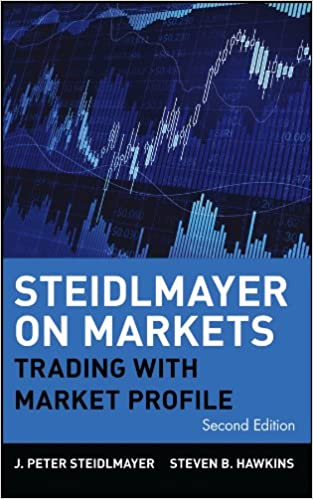 STEIDLMAYER
ON MARKETS
TRADING WITH
MARKET PROFILE
Second Edition
J. PETER STEIDLMAYER STEVEN B. HAWKINS